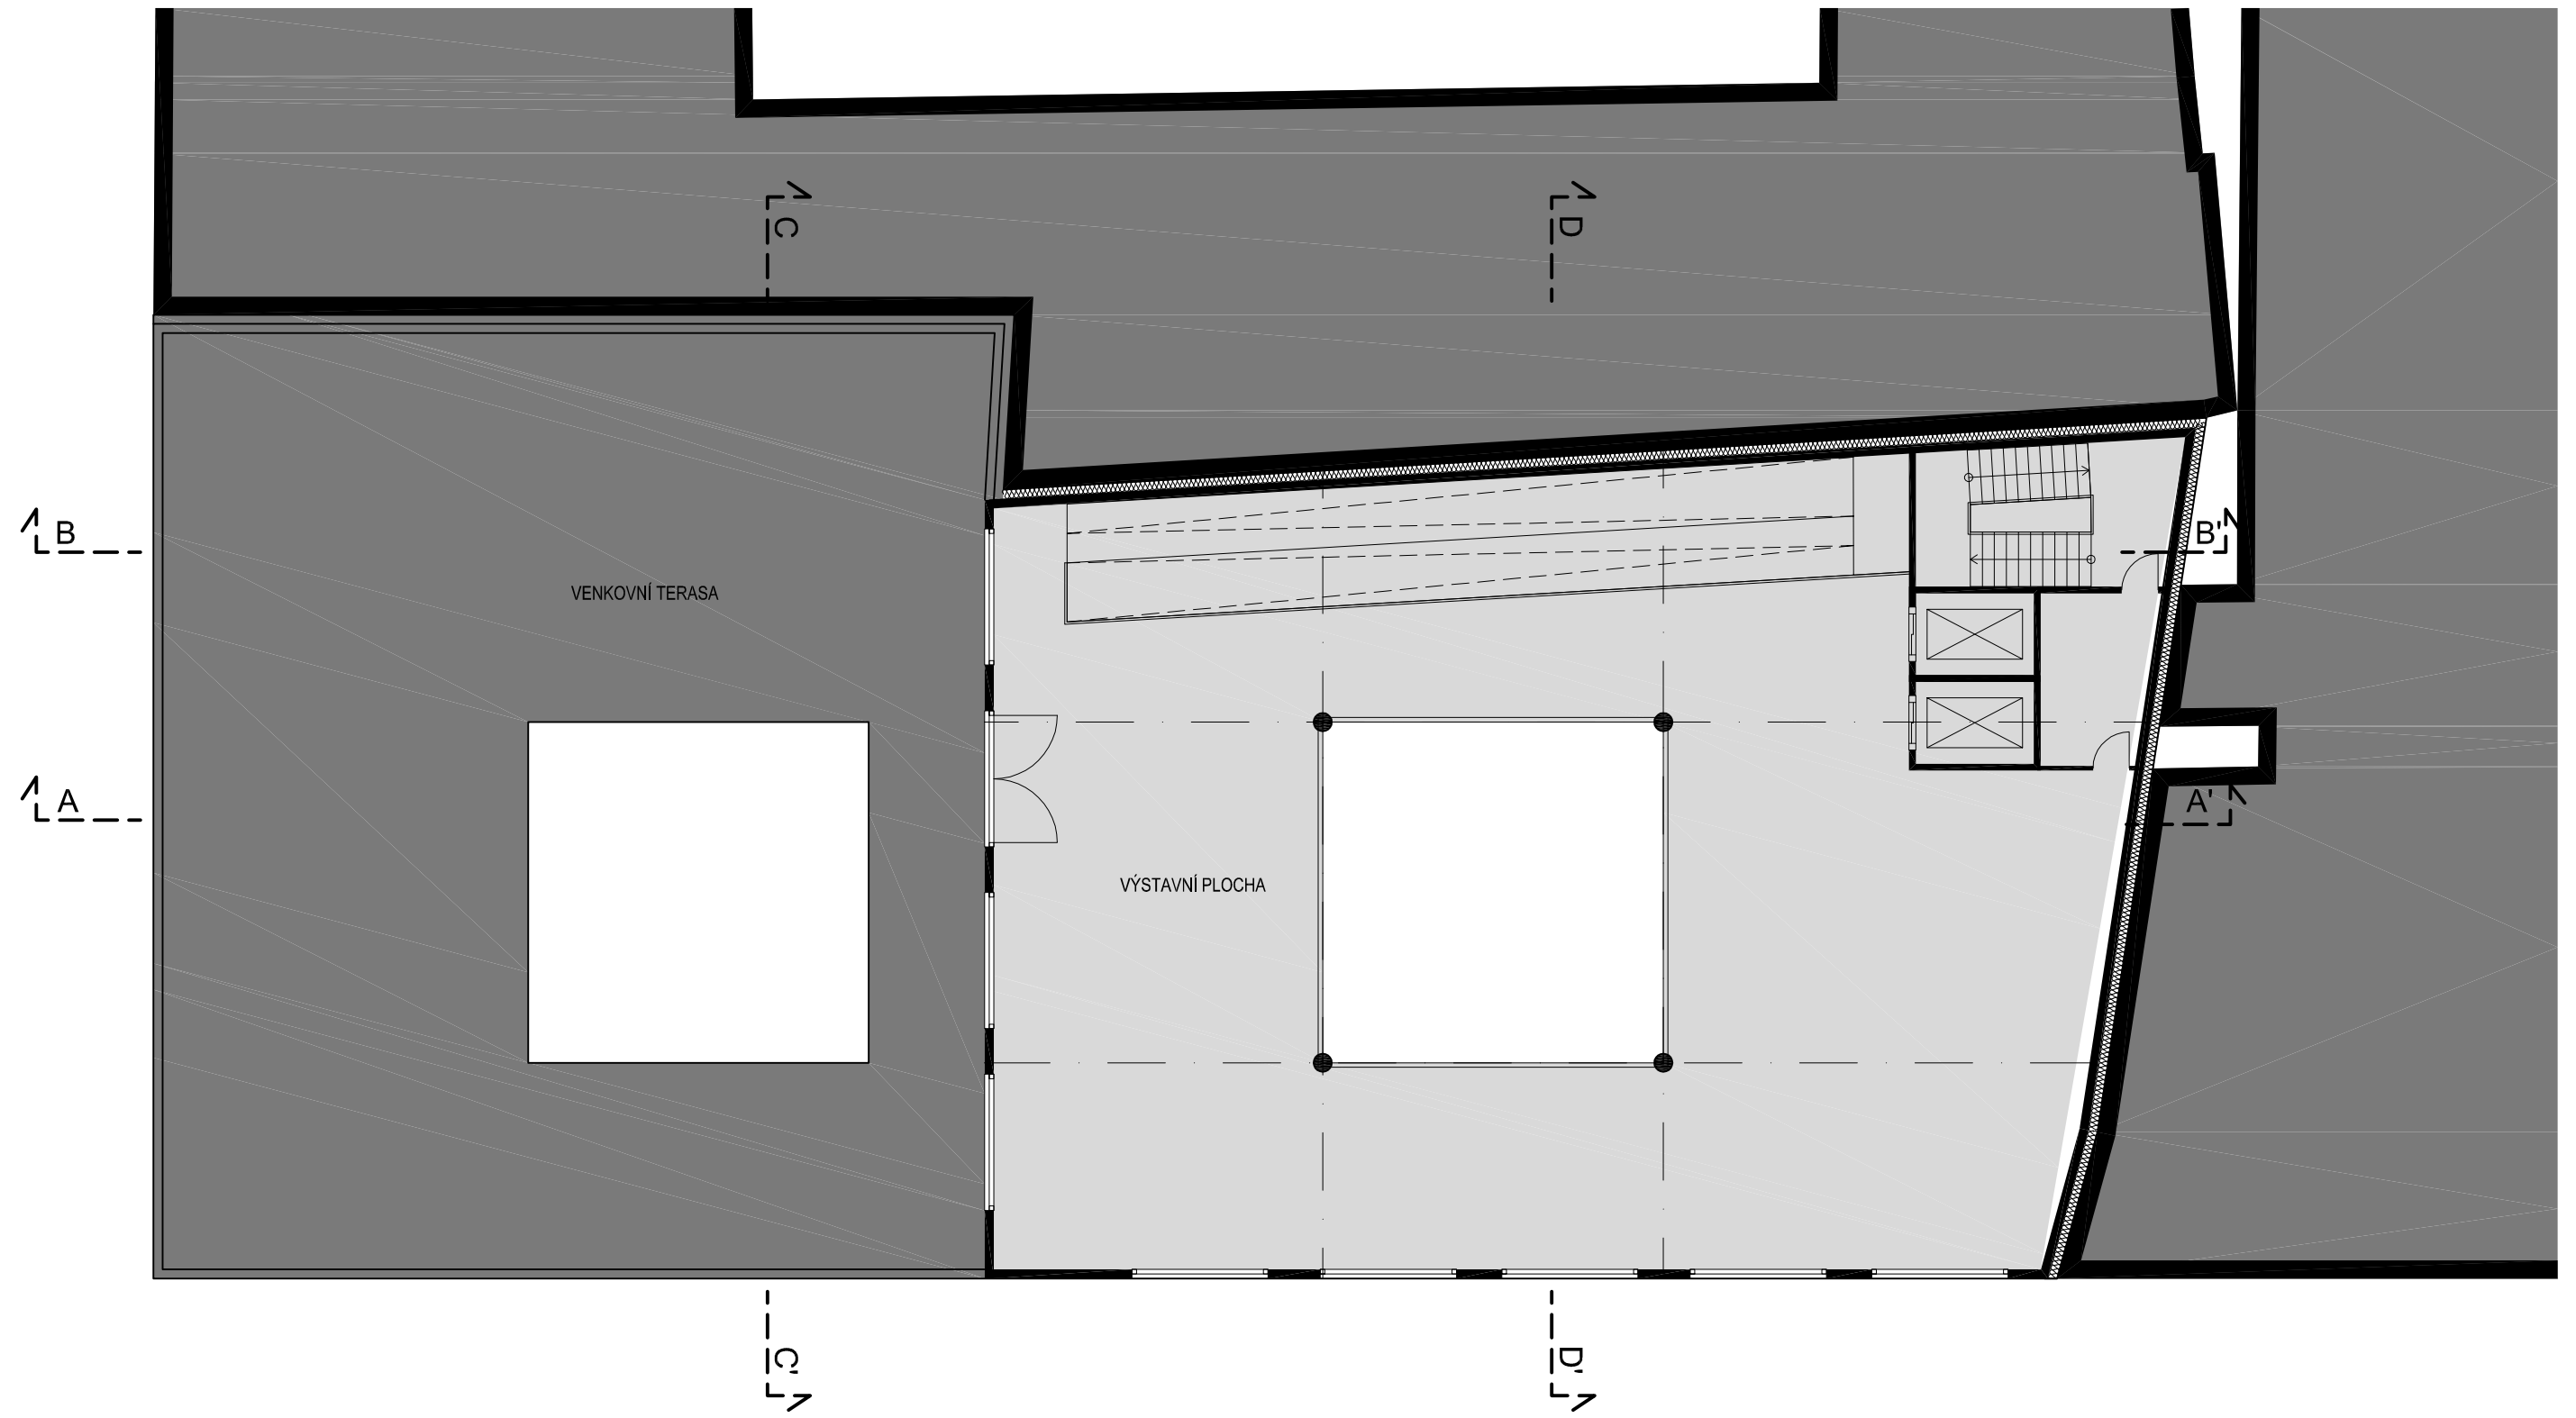 C
D
B
B'
VENKOVNÍ TERASA
A
A'
VÝSTAVNÍ PLOCHA
C'
D'